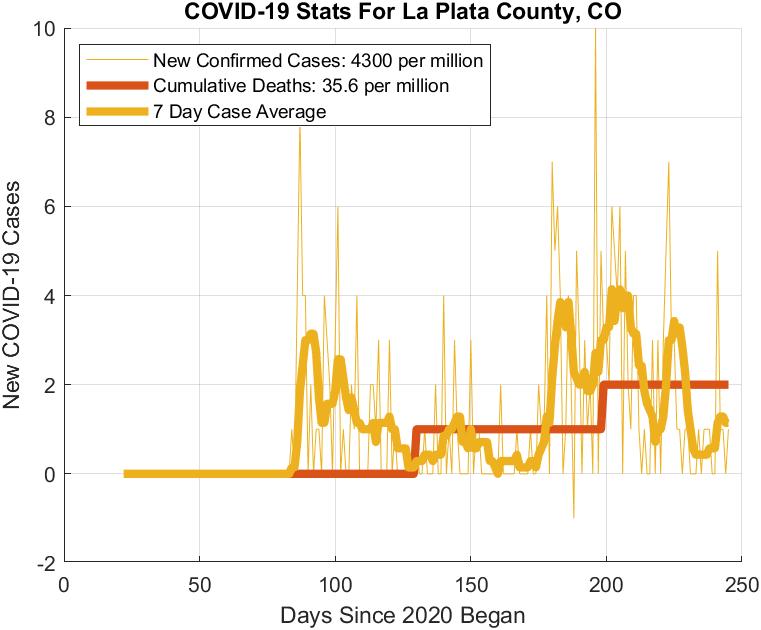 COVID-19 Stats For La Plata County, CO
New Confirmed Cases: 4300 per million
Cumulative Deaths: 35.6 per million
7 Day Case Average
New COVID-19 Cases
10
8
6
4
2
0
-2
0 50 100 150 200 250
Days Since 2020 Began